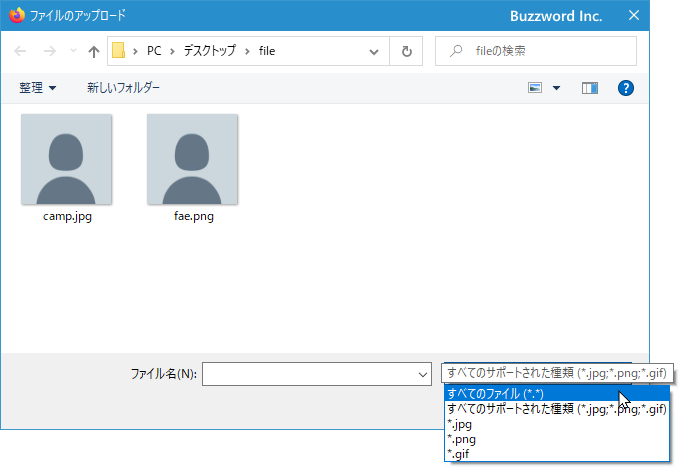 ファイルのアップロード
Buzzword Inc.
PC
デスクトップ
file
fileの検索
整理
新しいフォルダー
?
camp.jpg
fae.png
ファイル名(N):
すべてのサポートされた種類 (*.jpg;*.png;*.gif)
すべてのファイル (*.*)
すべてのサポートされた種類 (*.jpg;*.png;*.gif)
*.jpg
*.png
*.gif